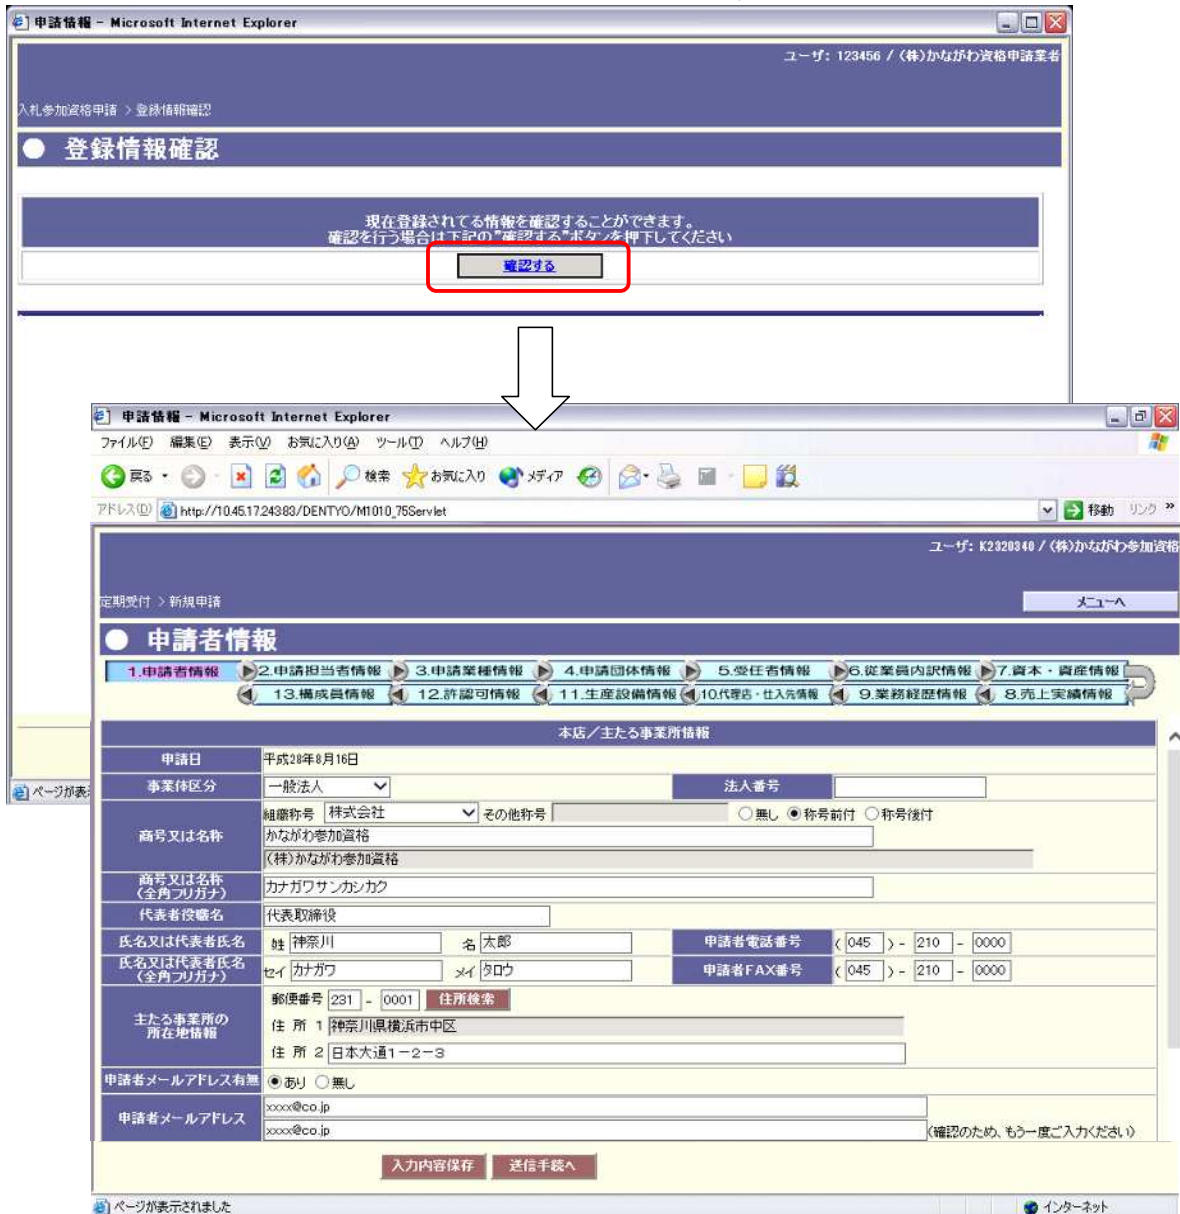 申請情報 - Microsoft Internet Explorer
ユーザ: 123456 / (株)かながわ資格申請業者
入札参加資格申請 > 登録情報確認
● 登録情報確認
現在登録されてる情報を確認することができます。
確認を行う場合は下記の"確認する"ボタンを押下してください
確認する
申請情報 - Microsoft Internet Explorer
ファイル(F) 編集(E) 表示(V) お気に入り(A) ツール(T) ヘルプ(H)
戻る 検索 お気に入り メディア
アドレス(D) http://10.45.17.243:83/DENTYO/M1010_75Servlet 移動 リンク »
ユーザ: K2320340 / (株)かながわ参加資格
定期受付 > 新規申請
メニューへ
● 申請者情報
1.申請者情報 2.申請担当者情報 3.申請業種情報 4.申請団体情報 5.受任者情報 6.従業員内訳情報 7.資本・資産情報
13.構成員情報 12.許認可情報 11.生産設備情報 10.代理店・仕入先情報 9.業務経歴情報 8.売上実績情報
本店/主たる事業所情報
申請日 平成28年8月16日
事業体区分 一般法人 法人番号
商号又は名称 組織称号 株式会社 その他称号 ○無し ◉称号前付 ○称号後付
かながわ参加資格
(株)かながわ参加資格
商号又は名称
(全角フリガナ) カナガワサンカシカク
代表者役職名 代表取締役
氏名又は代表者氏名 姓 神奈川 名 太郎 申請者電話番号 ( 045 ) - 210 - 0000
氏名又は代表者氏名
(全角フリガナ) セイ カナガワ メイ タロウ 申請者FAX番号 ( 045 ) - 210 - 0000
主たる事業所の
所在地情報
郵便番号 231 - 0001 住所検索
住 所 1 神奈川県横浜市中区
住 所 2 日本大通1-2-3
申請者メールアドレス有無 ◉あり ○無し
申請者メールアドレス xxxx@co.jp
xxxx@co.jp (確認のため、もう一度ご入力ください)
入力内容保存 送信手続へ
ページが表
ページが表示されました インターネット